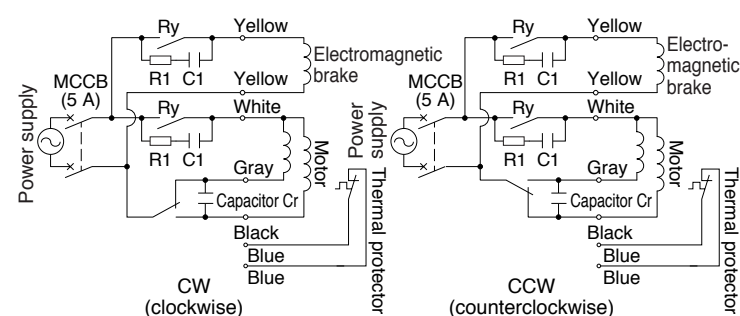 Ry
Yellow
Electromagnetic
brake
MCCB
(5 A)
R1
C1
Yellow
Power supply
Ry
White
R1
C1
Motor
Gray
Capacitor Cr
Thermal protector
Black
Blue
Blue
CW
(clockwise)
Ry
Yellow
Electro-
magnetic
brake
MCCB
(5 A)
R1
C1
Yellow
Power
supply
Ry
White
R1
C1
Motor
Gray
Capacitor Cr
Thermal protector
Black
Blue
Blue
CCW
(counterclockwise)